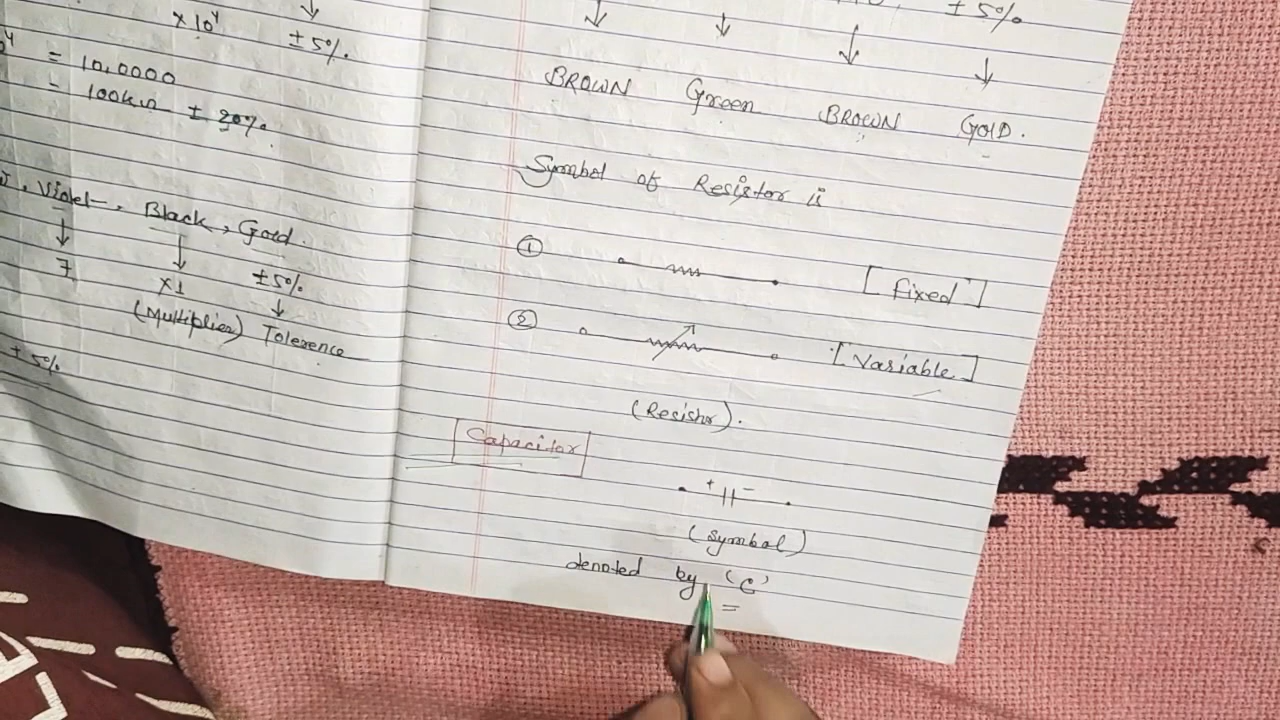 × 10⁴ ± 5%.
= 10,0000
= 100kΩ ± 20%.
Violet, Black, Gold.
7 ×1 ±5%
(Multiplier) Tolerence
± 5%
± 5%
BROWN Green BROWN GOLD.
Symbol of Resistor is
① [Fixed]
② [Variable]
(Resistor).
Capacitor
+ -
(Symbol)
denoted by 'C'